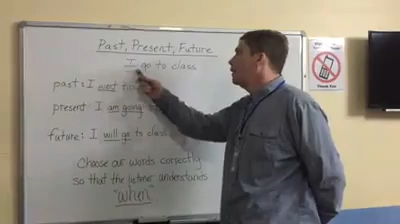 Past, Present, Future
I go to class
past: I went
present: I am going
future: I will go to class
Choose our words correctly
so that the listener understands
"when"